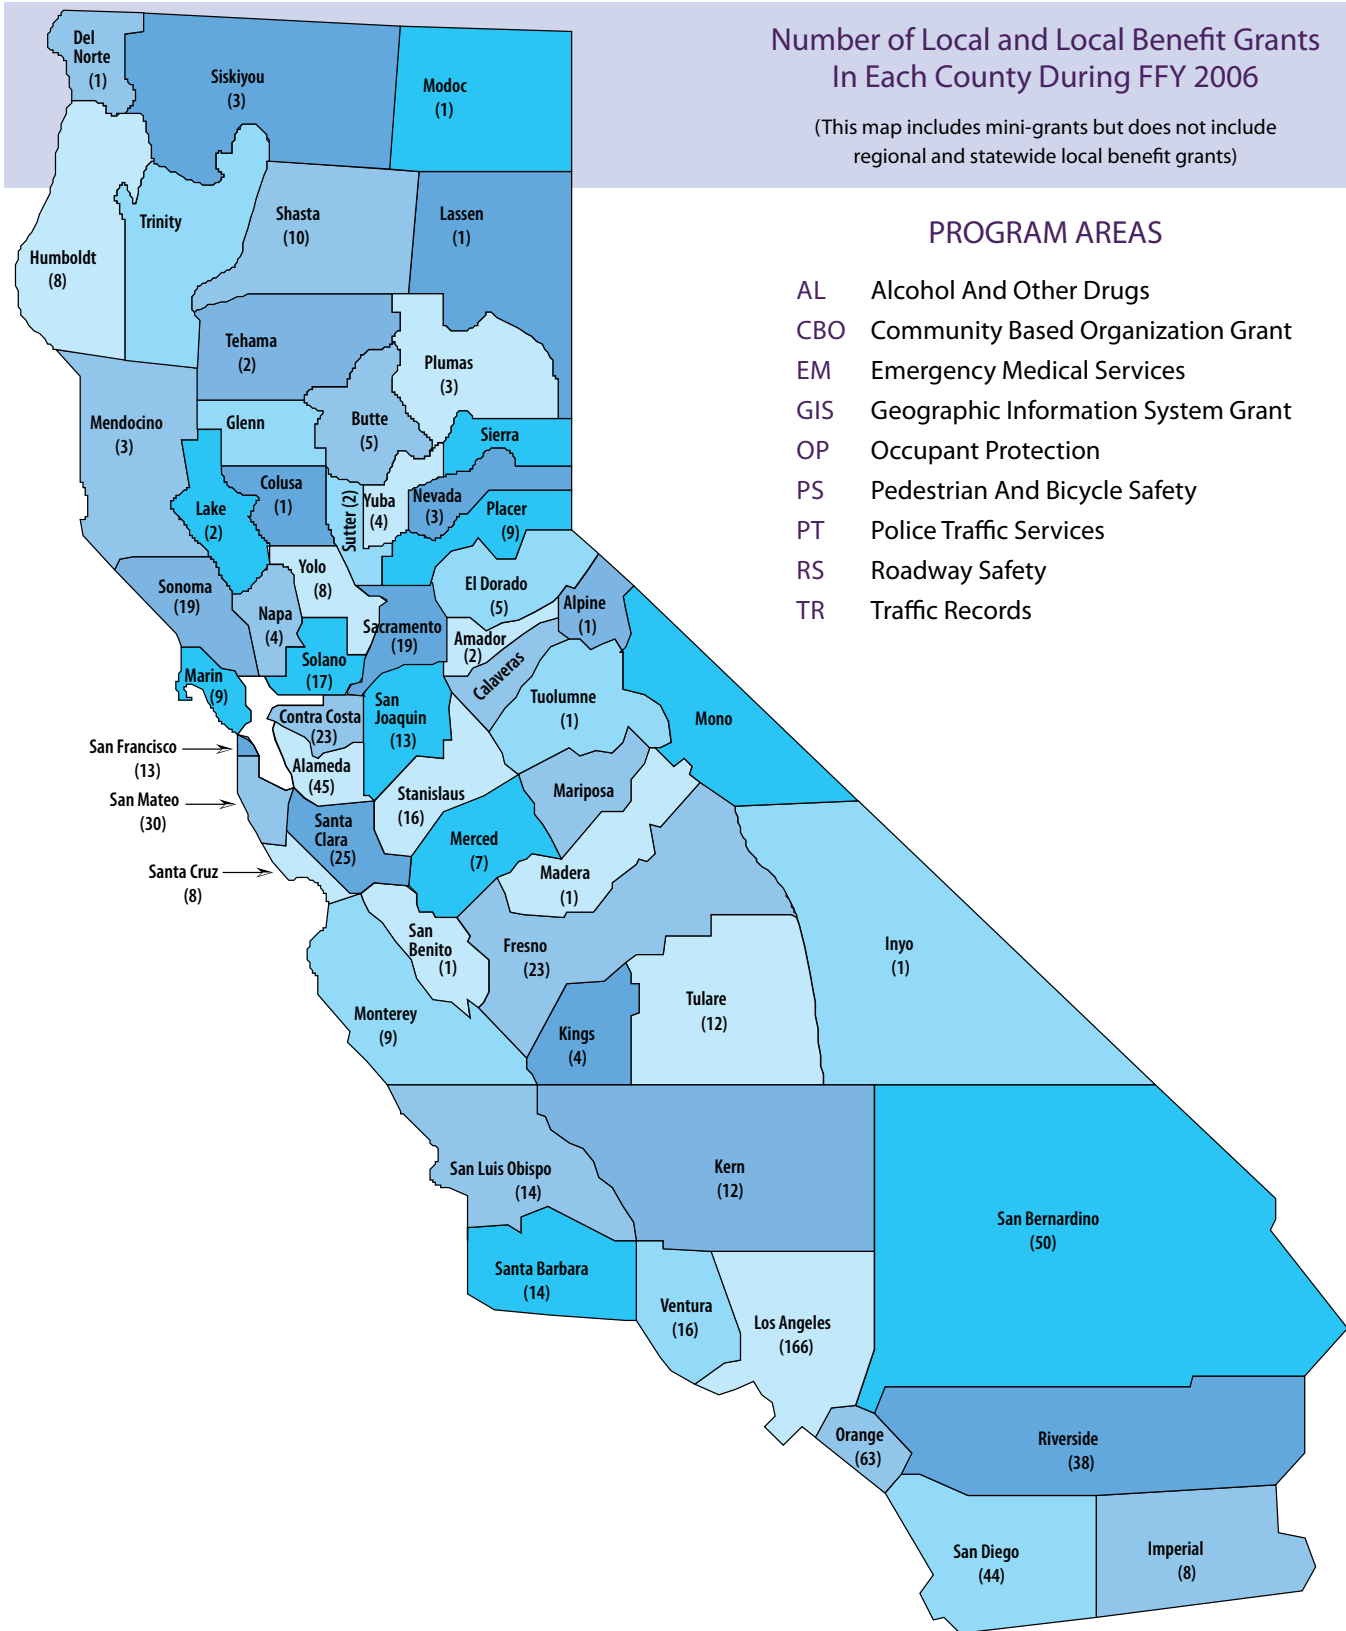 Number of Local and Local Benefit Grants
In Each County During FFY 2006
(This map includes mini-grants but does not include
regional and statewide local benefit grants)
PROGRAM AREAS
AL Alcohol And Other Drugs
CBO Community Based Organization Grant
EM Emergency Medical Services
GIS Geographic Information System Grant
OP Occupant Protection
PS Pedestrian And Bicycle Safety
PT Police Traffic Services
RS Roadway Safety
TR Traffic Records
Del
Norte
(1)
Siskiyou
(3)
Modoc
(1)
Humboldt
(8)
Trinity
Shasta
(10)
Lassen
(1)
Tehama
(2)
Plumas
(3)
Mendocino
(3)
Glenn
Butte
(5)
Sierra
Lake
(2)
Colusa
(1)
Sutter (2)
Yuba
(4)
Nevada
(3)
Placer
(9)
Sonoma
(19)
Napa
(4)
Yolo
(8)
El Dorado
(5)
Sacramento
(19)
Amador
(2)
Alpine
(1)
Marin
(9)
Solano
(17)
Calaveras
Contra Costa
(23)
San
Joaquin
(13)
Tuolumne
(1)
Mono
San Francisco
(13)
Alameda
(45)
San Mateo
(30)
Stanislaus
(16)
Mariposa
Santa
Clara
(25)
Merced
(7)
Santa Cruz
(8)
Madera
(1)
San
Benito
(1)
Fresno
(23)
Inyo
(1)
Monterey
(9)
Kings
(4)
Tulare
(12)
San Luis Obispo
(14)
Kern
(12)
San Bernardino
(50)
Santa Barbara
(14)
Ventura
(16)
Los Angeles
(166)
Orange
(63)
Riverside
(38)
San Diego
(44)
Imperial
(8)